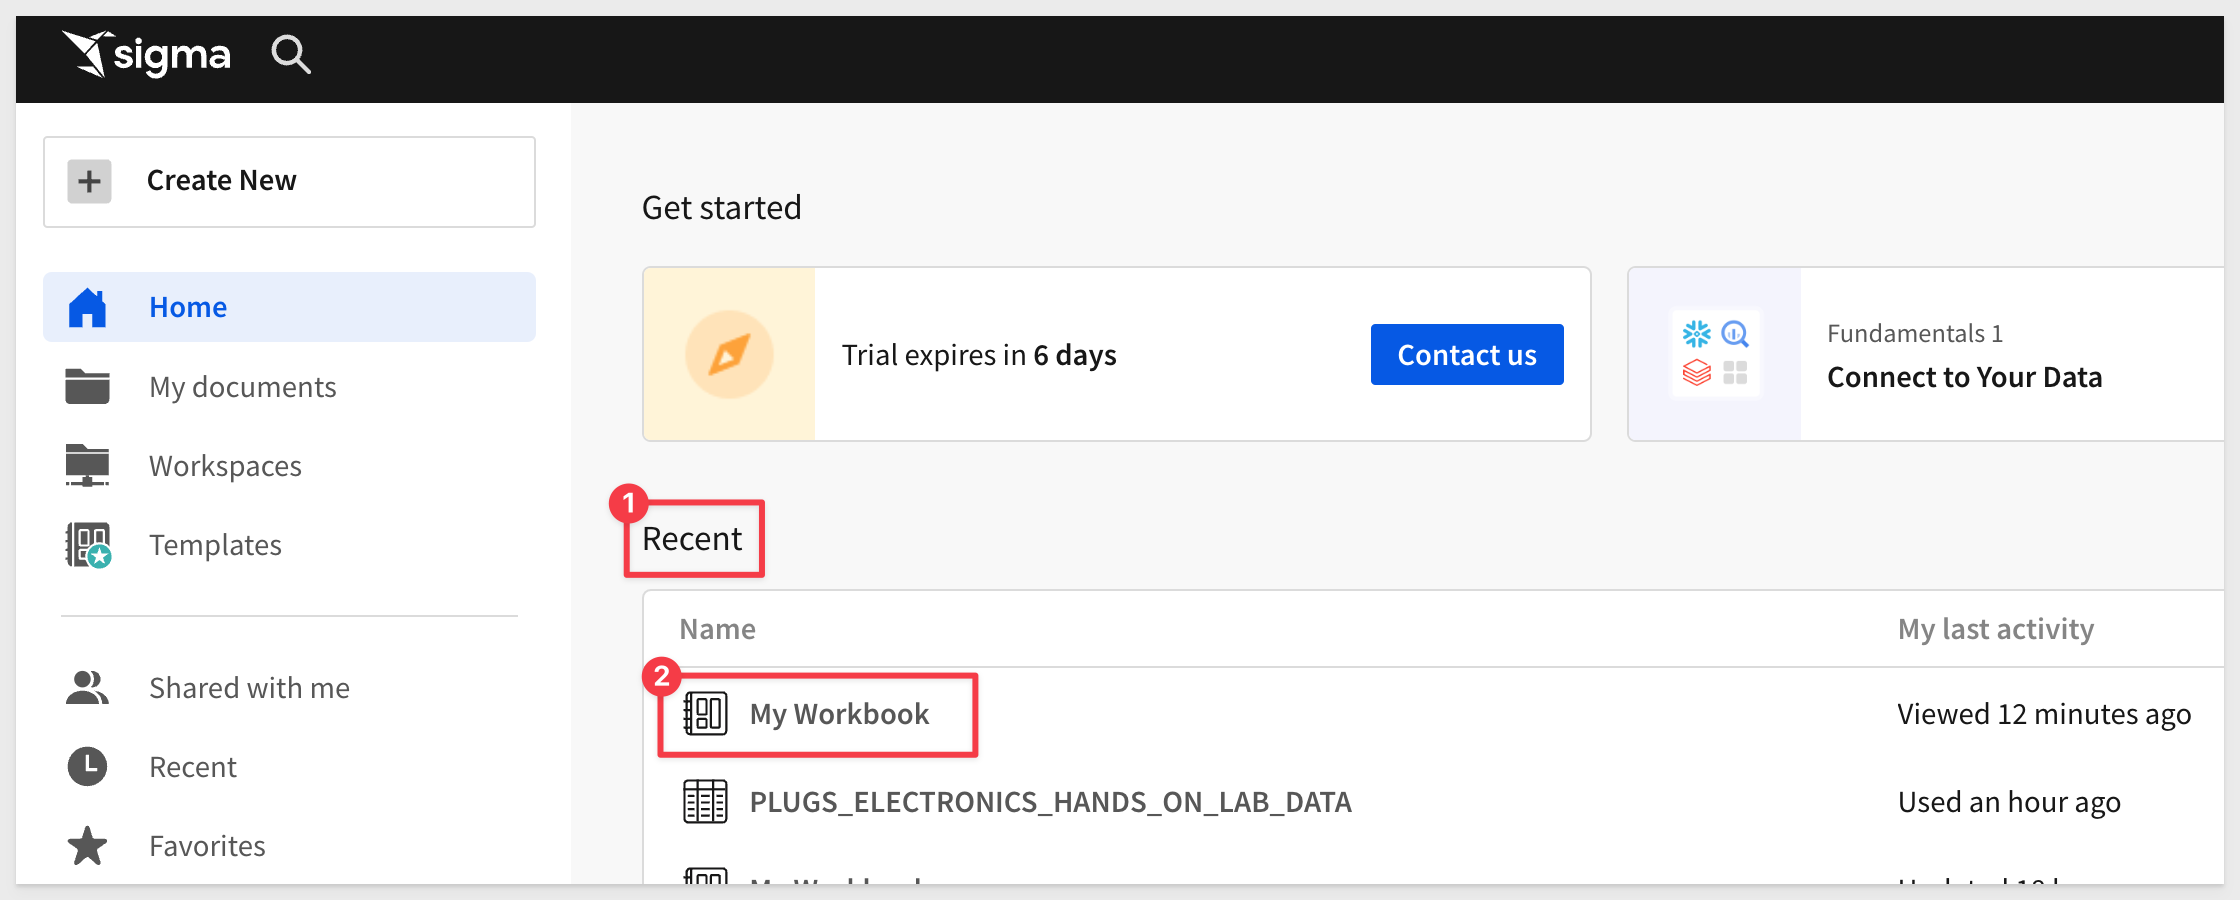 sigma
Create New
Home
My documents
Workspaces
Templates
Shared with me
Recent
Favorites
Get started
Trial expires in 6 days
Contact us
Fundamentals 1
Connect to Your Data
1
Recent
Name My last activity
2
My Workbook Viewed 12 minutes ago
PLUGS_ELECTRONICS_HANDS_ON_LAB_DATA Used an hour ago